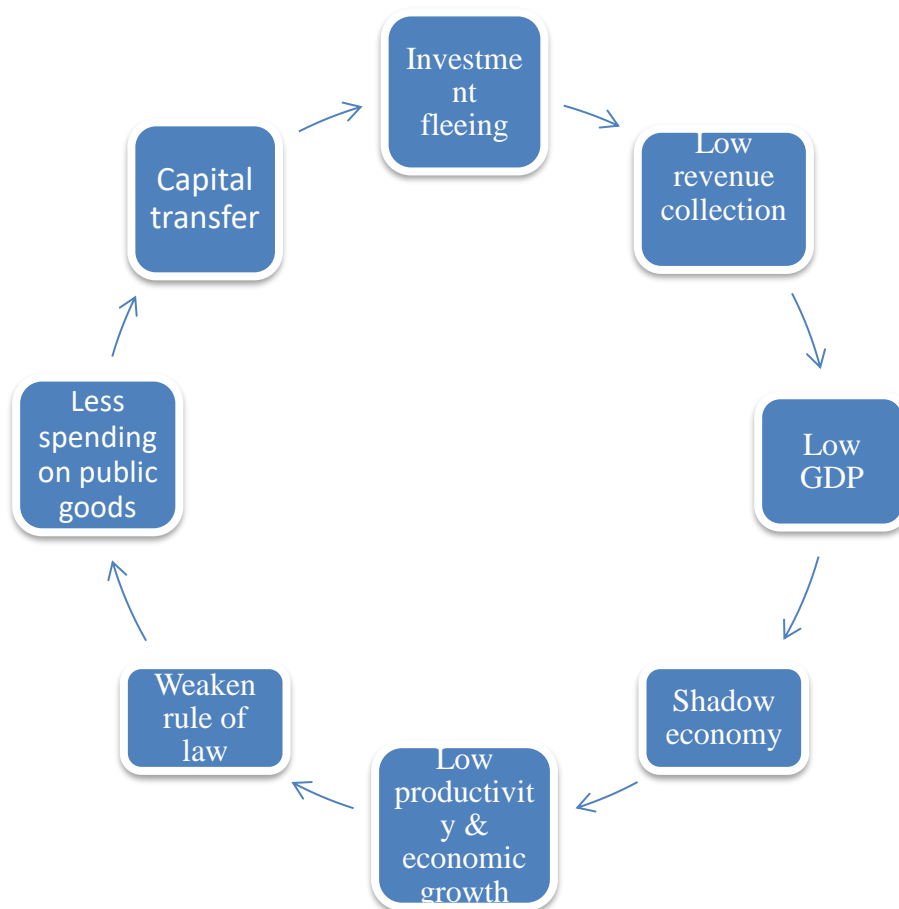 Investme
nt
fleeing
Low
revenue
collection
Low
GDP
Shadow
economy
Low
productivit
y &
economic
growth
Weaken
rule of
law
Less
spending
on public
goods
Capital
transfer